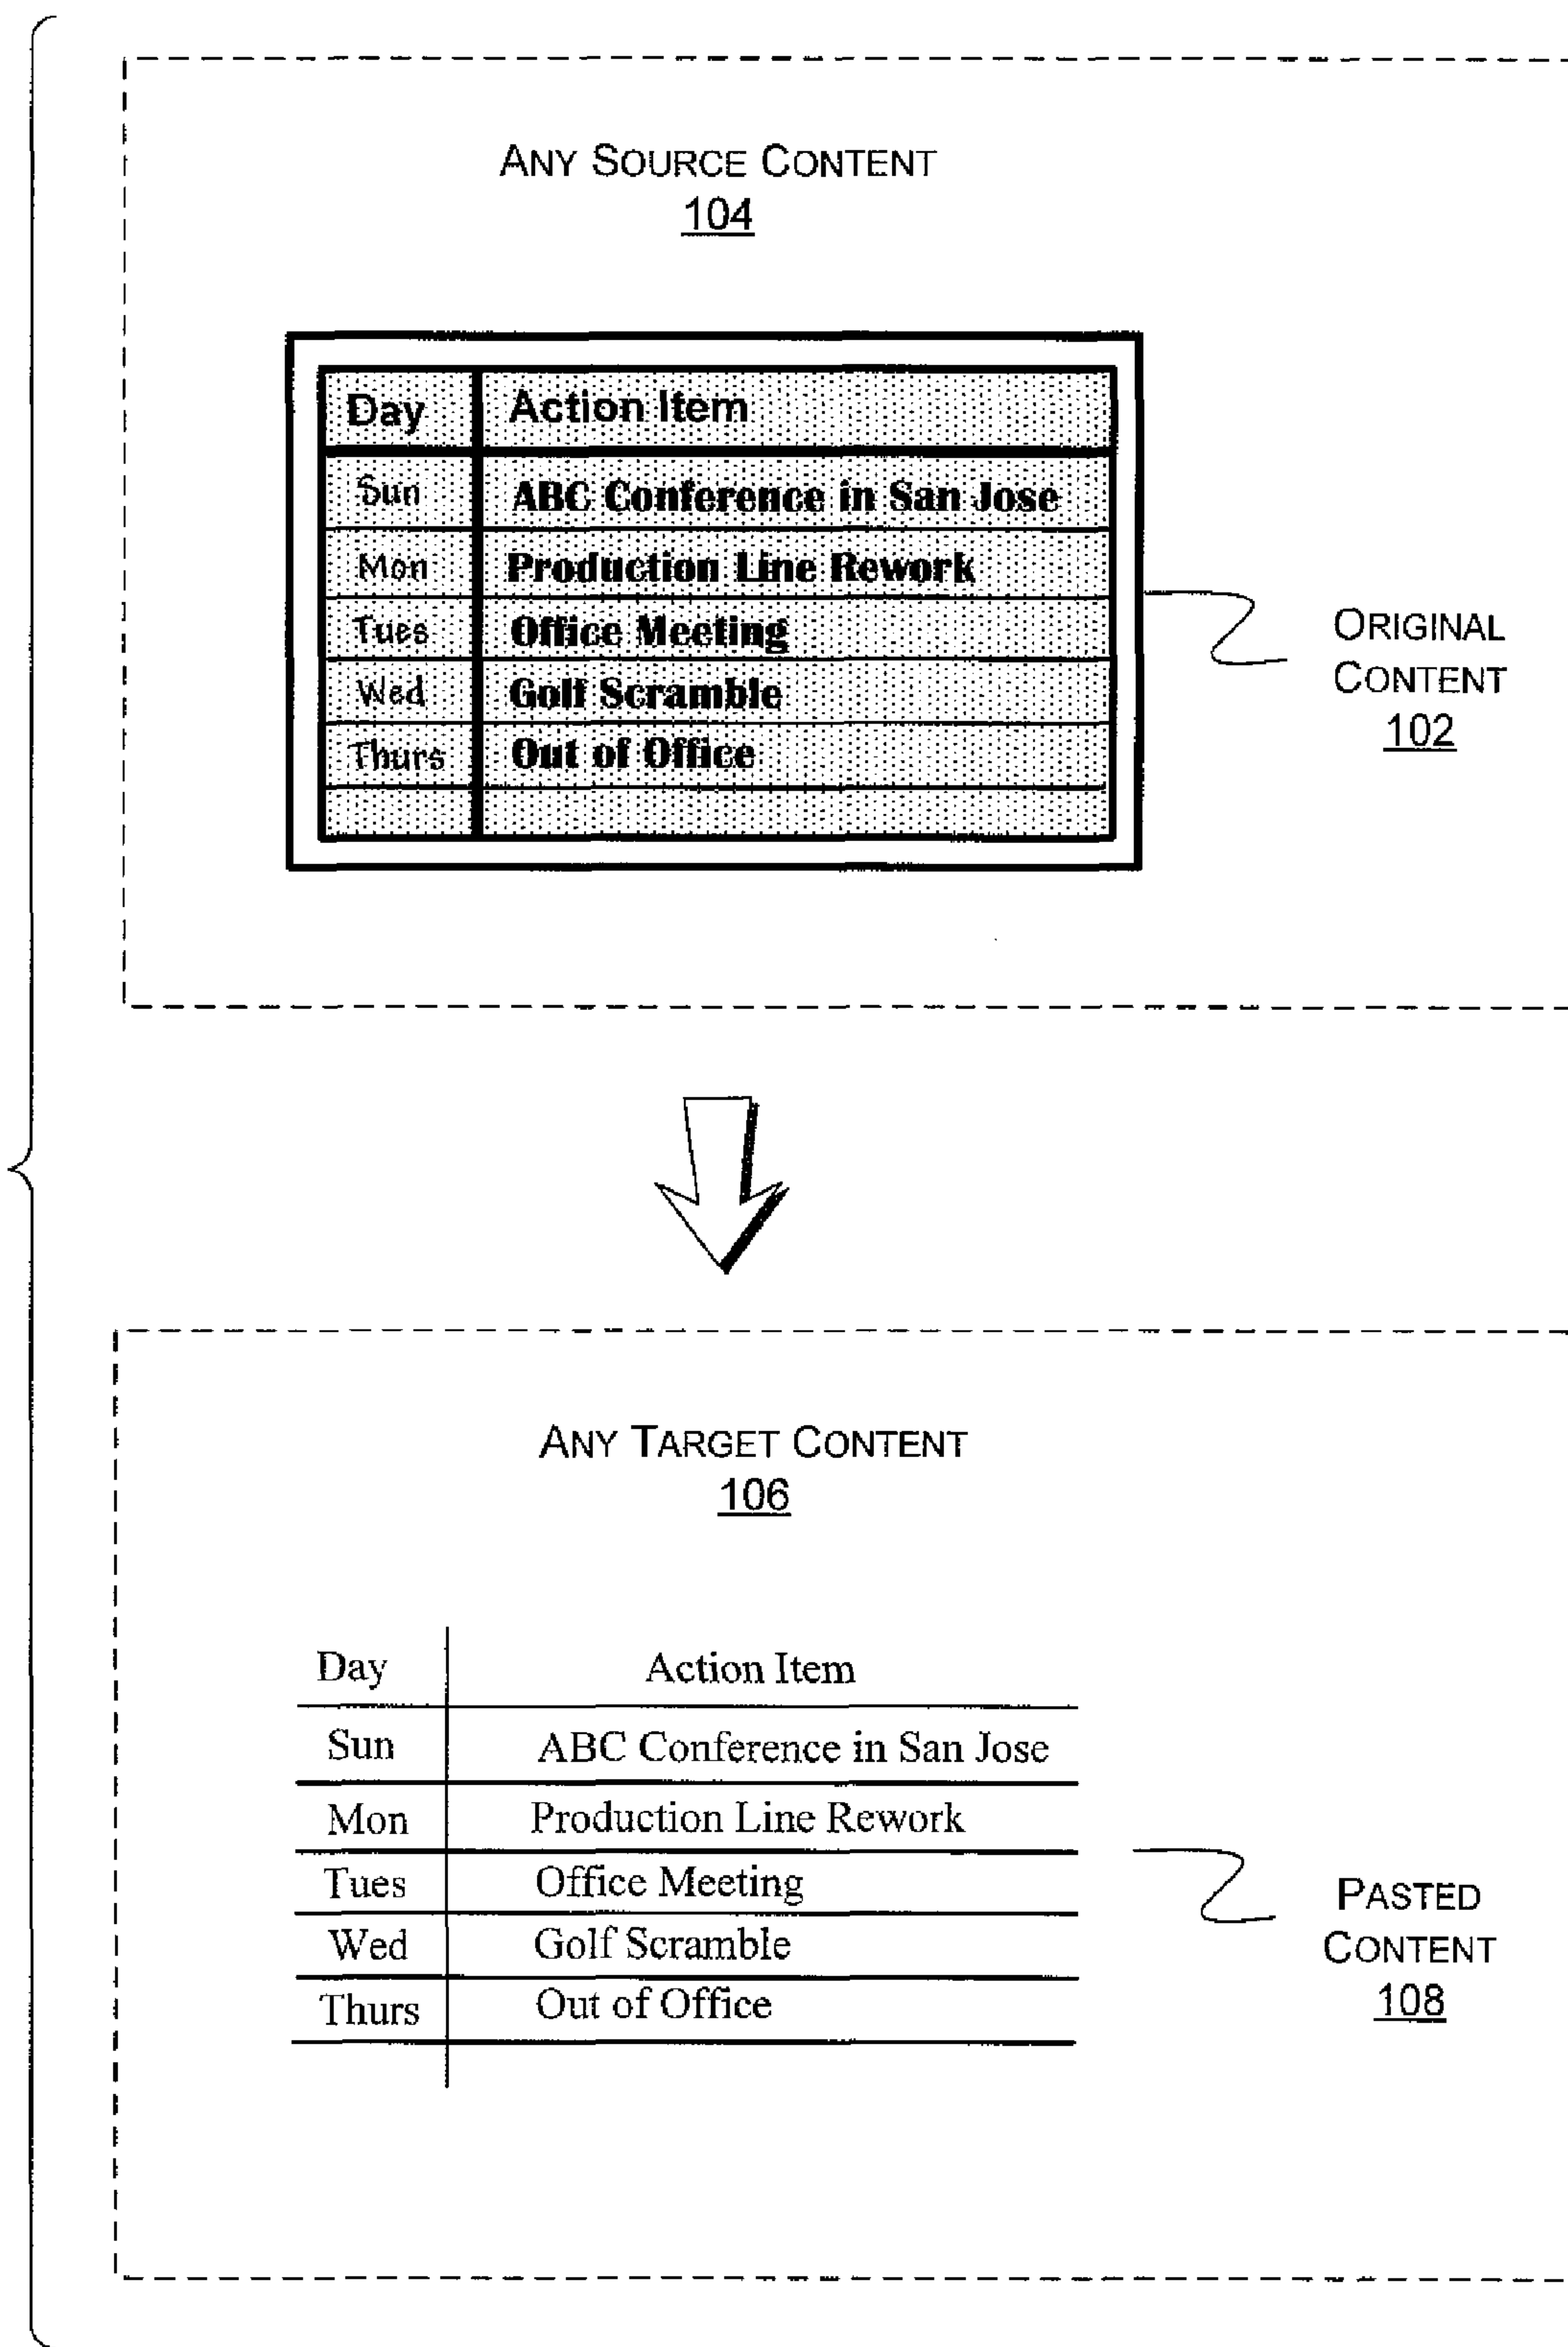 ANY SOURCE CONTENT
104
Day Action Item
Sun ABC Conference in San Jose
Mon Production Line Rework
Tues Office Meeting
Wed Golf Scramble
Thurs Out of Office
ORIGINAL
CONTENT
102
ANY TARGET CONTENT
106
Day Action Item
Sun ABC Conference in San Jose
Mon Production Line Rework
Tues Office Meeting
Wed Golf Scramble
Thurs Out of Office
PASTED
CONTENT
108